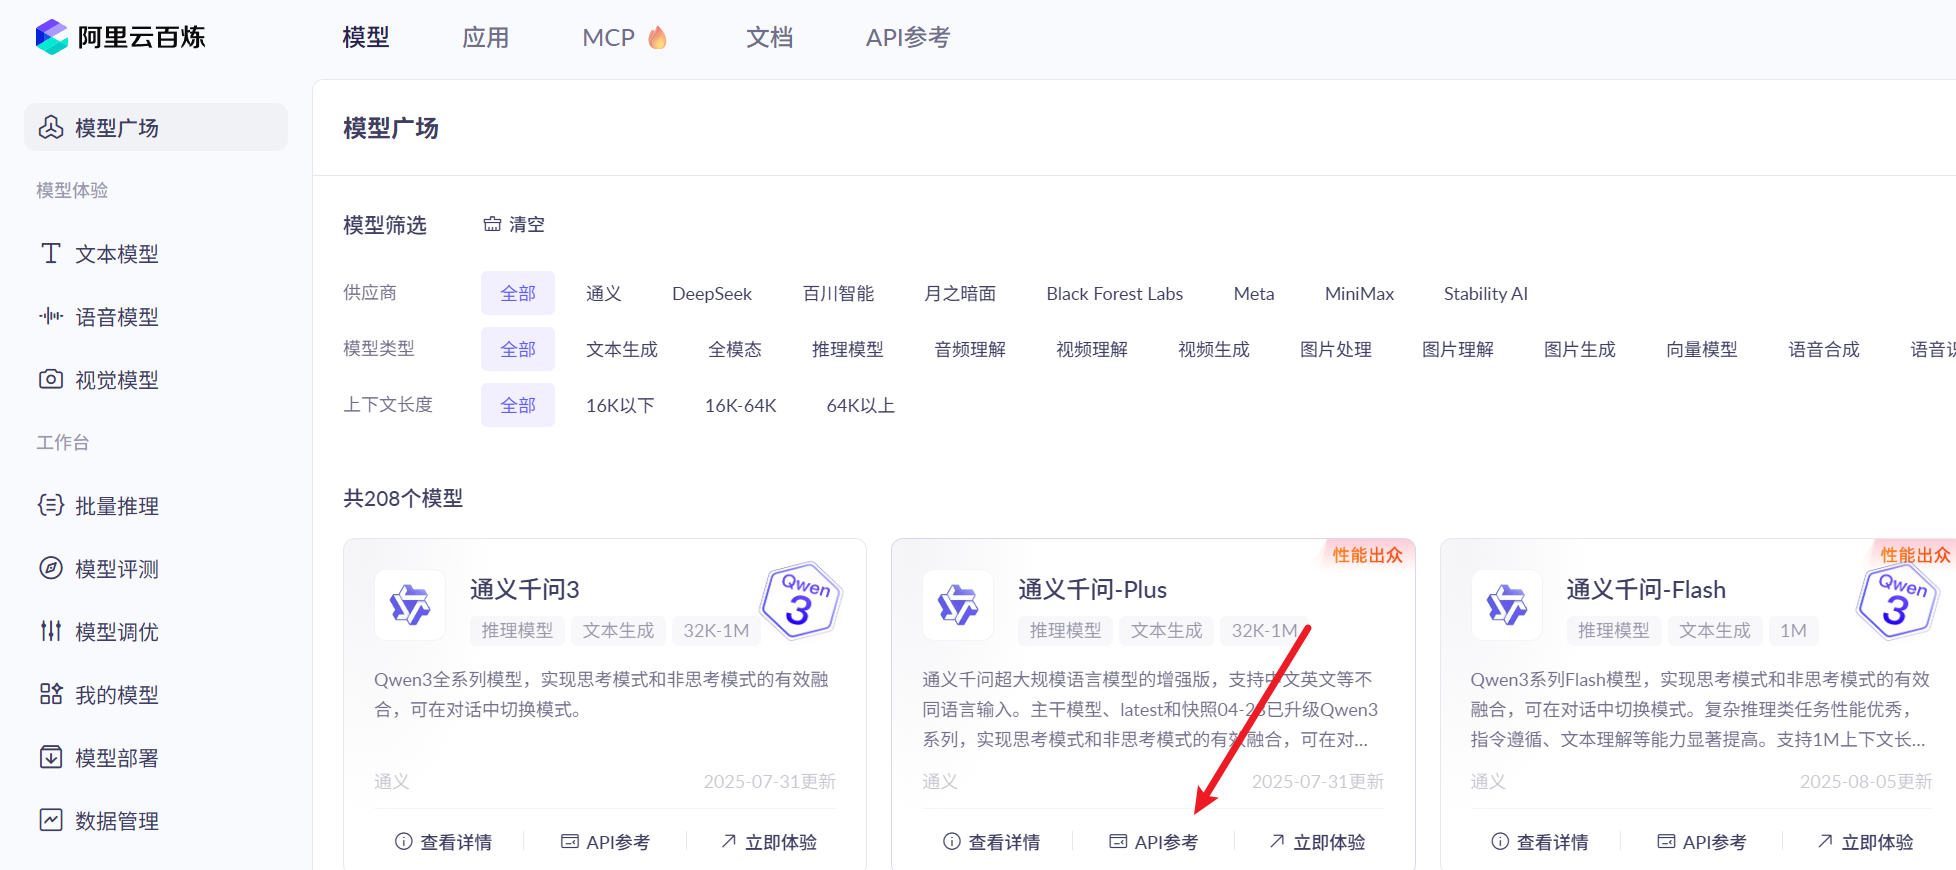 阿里云百炼
模型
应用
MCP
文档
API参考
模型广场
模型体验
文本模型
语音模型
视觉模型
工作台
批量推理
模型评测
模型调优
我的模型
模型部署
数据管理
模型广场
模型筛选
清空
供应商 全部 通义 DeepSeek 百川智能 月之暗面 Black Forest Labs Meta MiniMax Stability AI
模型类型 全部 文本生成 全模态 推理模型 音频理解 视频理解 视频生成 图片处理 图片理解 图片生成 向量模型 语音合成 语音识
上下文长度 全部 16K以下 16K-64K 64K以上
共208个模型
通义千问3
Qwen
3
推理模型 文本生成 32K-1M
Qwen3全系列模型，实现思考模式和非思考模式的有效融
合，可在对话中切换模式。
通义 2025-07-31更新
查看详情 API参考 立即体验
性能出众
通义千问-Plus
推理模型 文本生成 32K-1M
通义千问超大规模语言模型的增强版，支持中文英文等不
同语言输入。主干模型、latest和快照04-28已升级Qwen3
系列，实现思考模式和非思考模式的有效融合，可在对...
通义 2025-07-31更新
查看详情 API参考 立即体验
性能出众
通义千问-Flash
Qwen
3
推理模型 文本生成 1M
Qwen3系列Flash模型，实现思考模式和非思考模式的有效
融合，可在对话中切换模式。复杂推理类任务性能优秀，
指令遵循、文本理解等能力显著提高。支持1M上下文长...
通义 2025-08-05更新
查看详情 API参考 立即体验